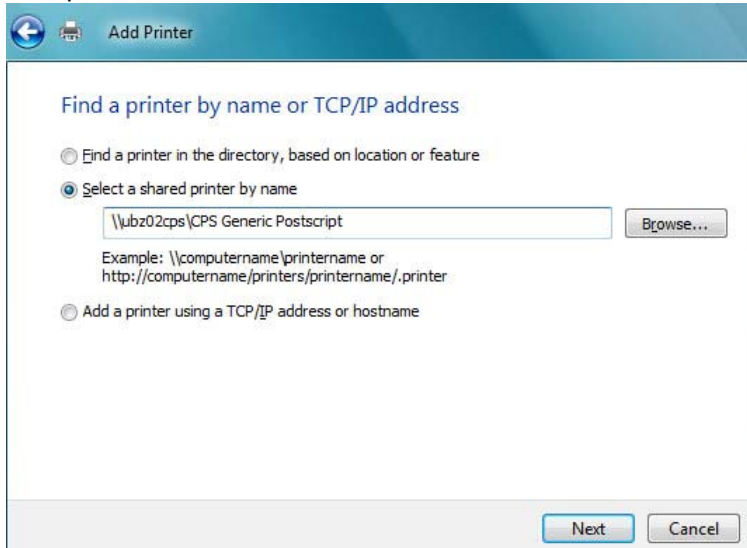 Add Printer
Find a printer by name or TCP/IP address
Find a printer in the directory, based on location or feature
Select a shared printer by name
\\ubz02cps\CPS Generic Postscript
Browse...
Example: \\computername\printername or
http://computername/printers/printername/.printer
Add a printer using a TCP/IP address or hostname
Next
Cancel